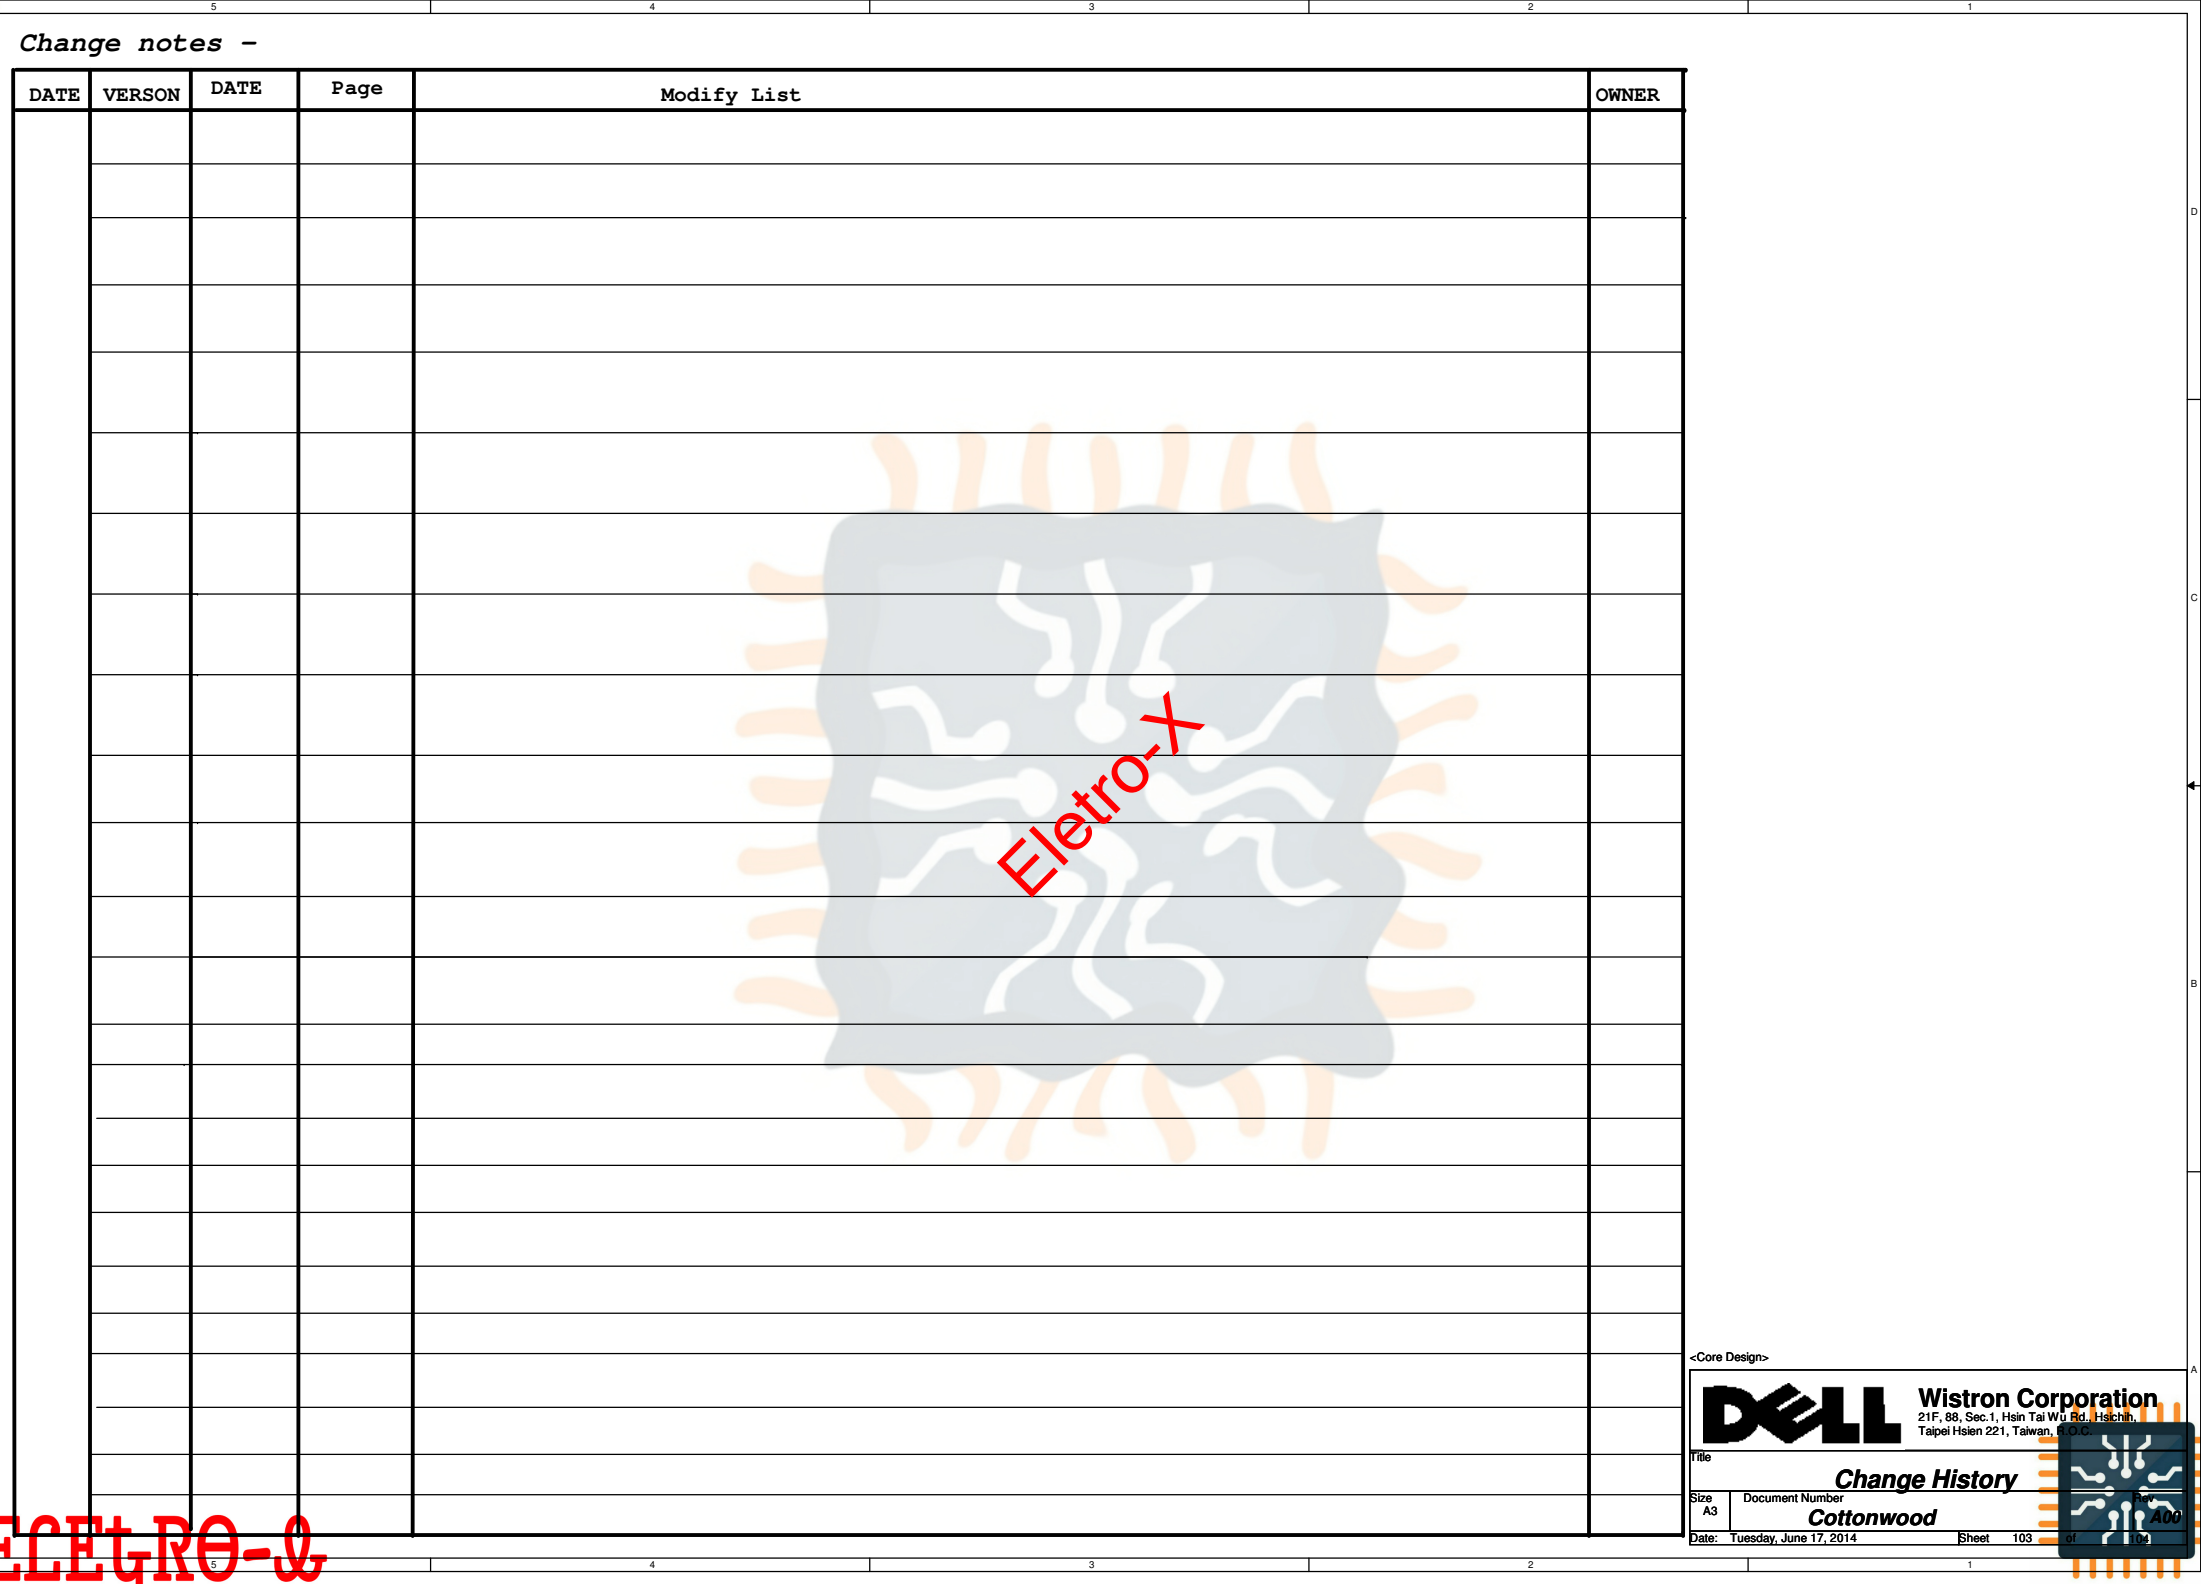 5 4 3 2 1
Change notes -
DATE VERSON DATE Page Modify List OWNER
D
C
Eletro-X
B
<Core Design>
A
DELL
Wistron Corporation
21F, 88, Sec.1, Hsin Tai Wu Rd., Hsichih,
Taipei Hsien 221, Taiwan, R.O.C.
Title
Change History
Size Document Number Rev
A3 Cottonwood A00
Date: Tuesday, June 17, 2014 Sheet 103 of 104
5 4 3 2 1